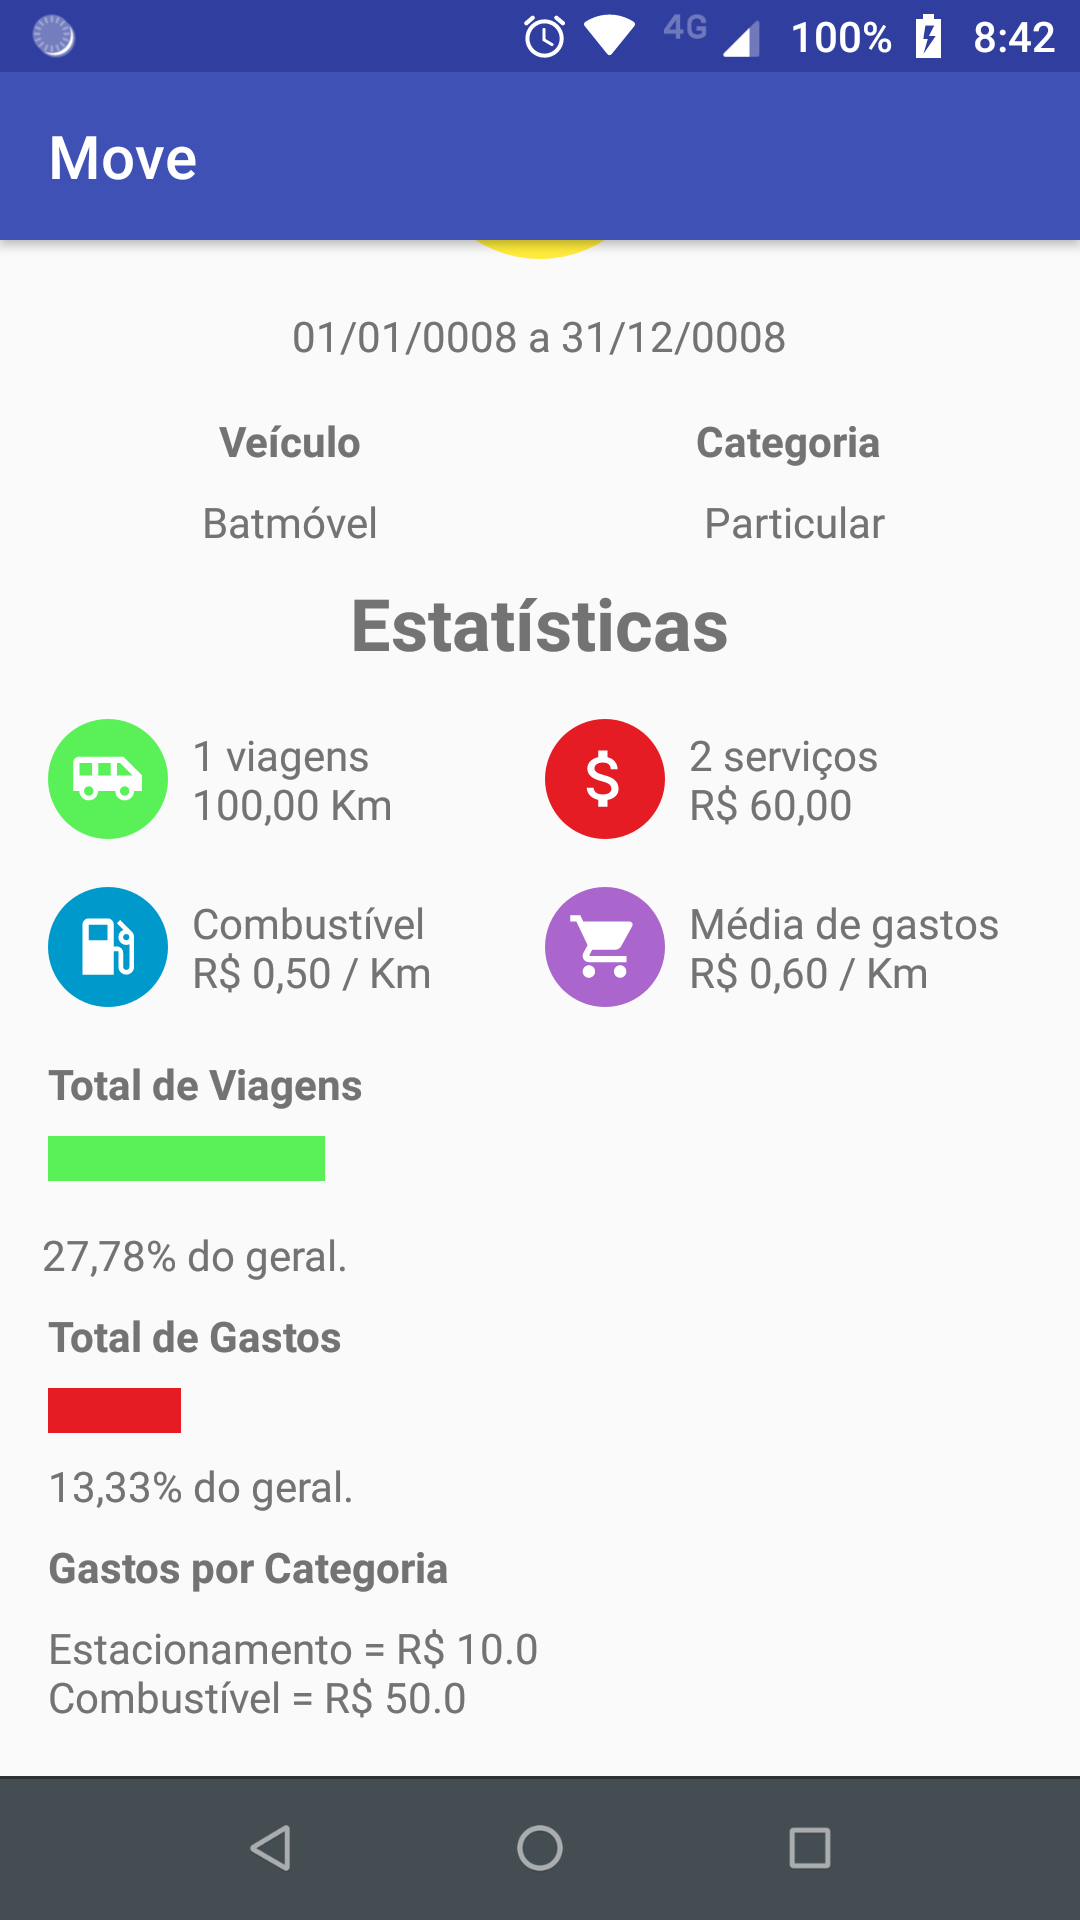 4G 100% 8:42
Move
01/01/0008 a 31/12/0008
Veículo Categoria
Batmóvel Particular
Estatísticas
1 viagens
100,00 Km
2 serviços
R$ 60,00
Combustível
R$ 0,50 / Km
Média de gastos
R$ 0,60 / Km
Total de Viagens
27,78% do geral.
Total de Gastos
13,33% do geral.
Gastos por Categoria
Estacionamento = R$ 10.0
Combustível = R$ 50.0